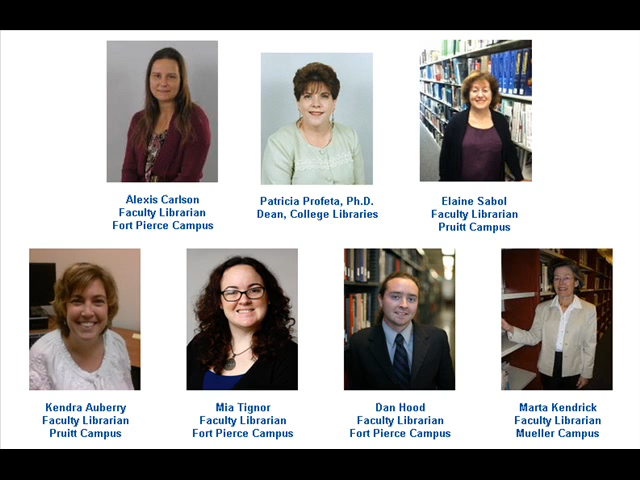 Alexis Carlson
Faculty Librarian
Fort Pierce Campus
Patricia Profeta, Ph.D.
Dean, College Libraries
Elaine Sabol
Faculty Librarian
Pruitt Campus
Kendra Auberry
Faculty Librarian
Pruitt Campus
Mia Tignor
Faculty Librarian
Fort Pierce Campus
Dan Hood
Faculty Librarian
Fort Pierce Campus
Marta Kendrick
Faculty Librarian
Mueller Campus